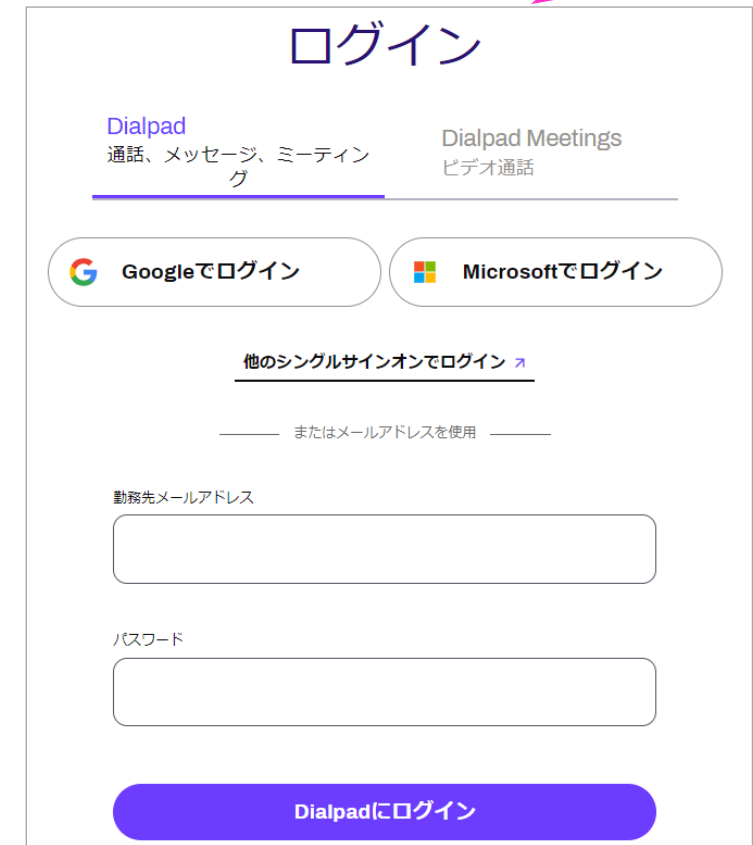 ログイン
Dialpad
通話、メッセージ、ミーティン
グ
Dialpad Meetings
ビデオ通話
Googleでログイン
Microsoftでログイン
他のシングルサインオンでログイン
またはメールアドレスを使用
勤務先メールアドレス
パスワード
Dialpadにログイン